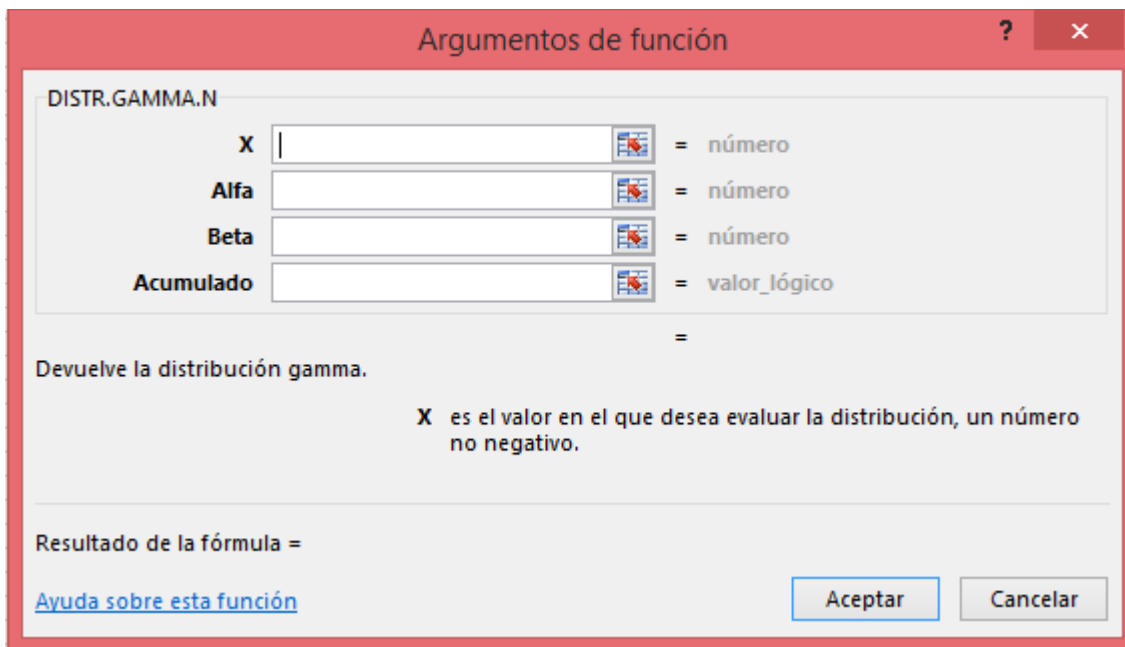 Argumentos de función
? ×
DISTR.GAMMA.N
X = número
Alfa = número
Beta = número
Acumulado = valor_lógico
=
Devuelve la distribución gamma.
X es el valor en el que desea evaluar la distribución, un número
no negativo.
Resultado de la fórmula =
Ayuda sobre esta función
Aceptar
Cancelar